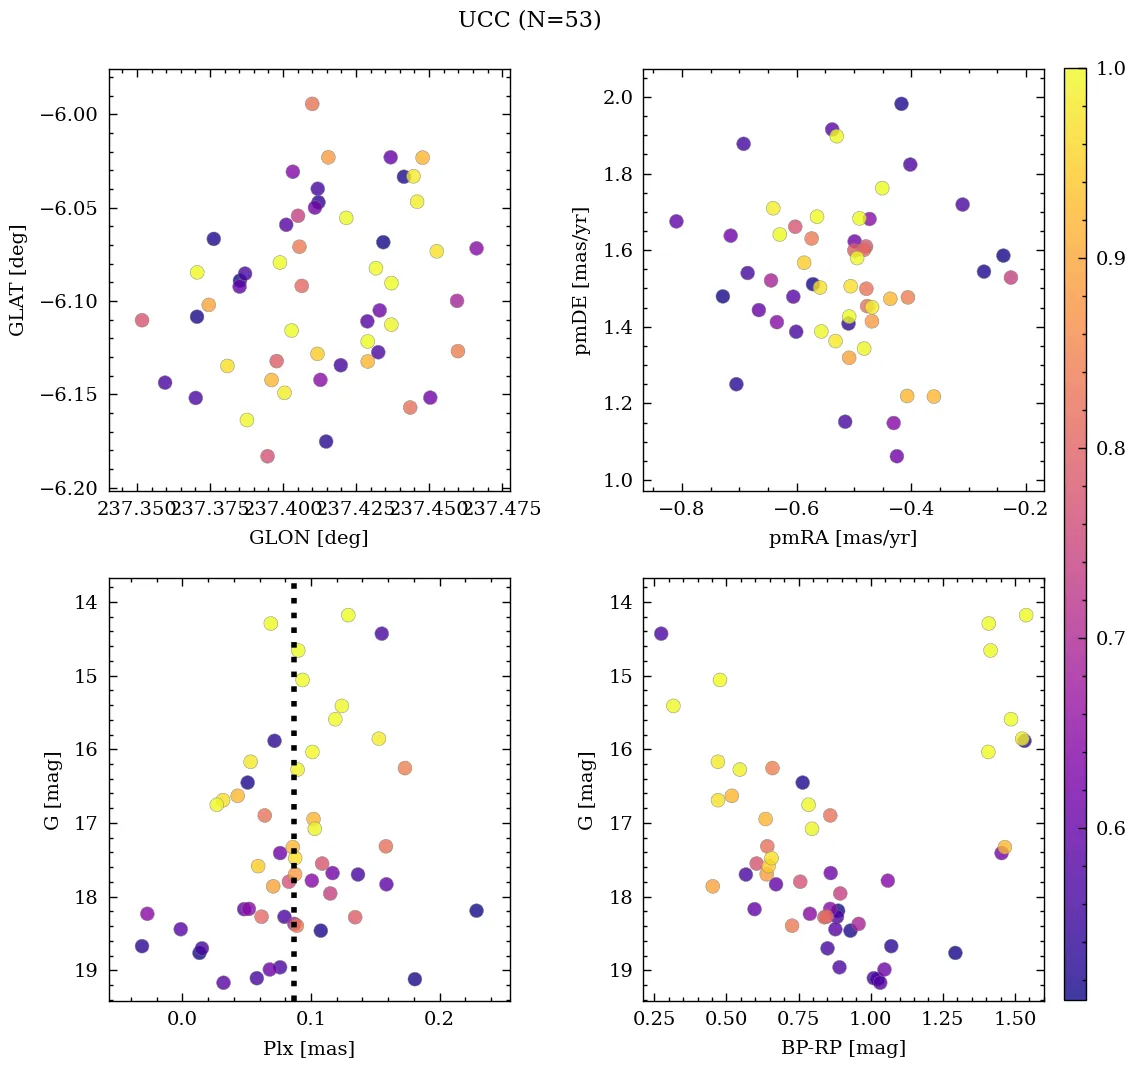 UCC (N=53)
−6.00
−6.05
−6.10
−6.15
−6.20
GLAT [deg]
237.350 237.375 237.400 237.425 237.450 237.475
GLON [deg]
2.0
1.8
1.6
1.4
1.2
1.0
pmDE [mas/yr]
−0.8 −0.6 −0.4 −0.2
pmRA [mas/yr]
14
15
16
17
18
19
G [mag]
0.0 0.1 0.2
Plx [mas]
14
15
16
17
18
19
G [mag]
0.25 0.50 0.75 1.00 1.25 1.50
BP-RP [mag]
1.0
0.9
0.8
0.7
0.6